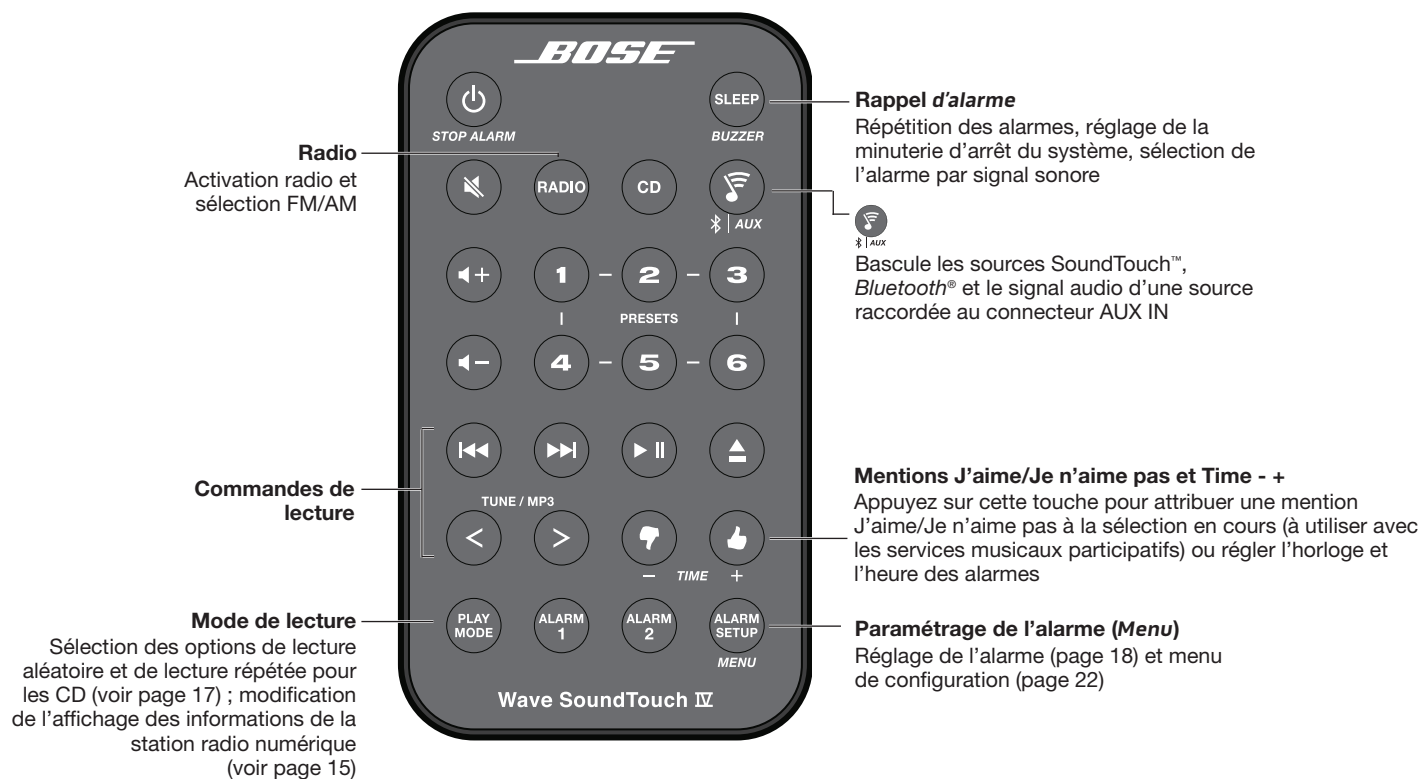 BOSE
SLEEP
STOP ALARM
BUZZER
Rappel d'alarme
Répétition des alarmes, réglage de la
minuterie d'arrêt du système, sélection de
l'alarme par signal sonore
Radio
Activation radio et
sélection FM/AM
RADIO
CD
AUX
AUX
Bascule les sources SoundTouch™,
Bluetooth® et le signal audio d'une source
raccordée au connecteur AUX IN
1 - 2 - 3
PRESETS
4 - 5 - 6
Commandes de
lecture
TUNE / MP3
< >
− TIME +
Mentions J'aime/Je n'aime pas et Time - +
Appuyez sur cette touche pour attribuer une mention
J'aime/Je n'aime pas à la sélection en cours (à utiliser avec
les services musicaux participatifs) ou régler l'horloge et
l'heure des alarmes
Mode de lecture
Sélection des options de lecture
aléatoire et de lecture répétée pour
les CD (voir page 17) ; modification
de l'affichage des informations de la
station radio numérique
(voir page 15)
PLAY
MODE
ALARM
1
ALARM
2
ALARM
SETUP
MENU
Paramétrage de l'alarme (Menu)
Réglage de l'alarme (page 18) et menu
de configuration (page 22)
Wave SoundTouch IV